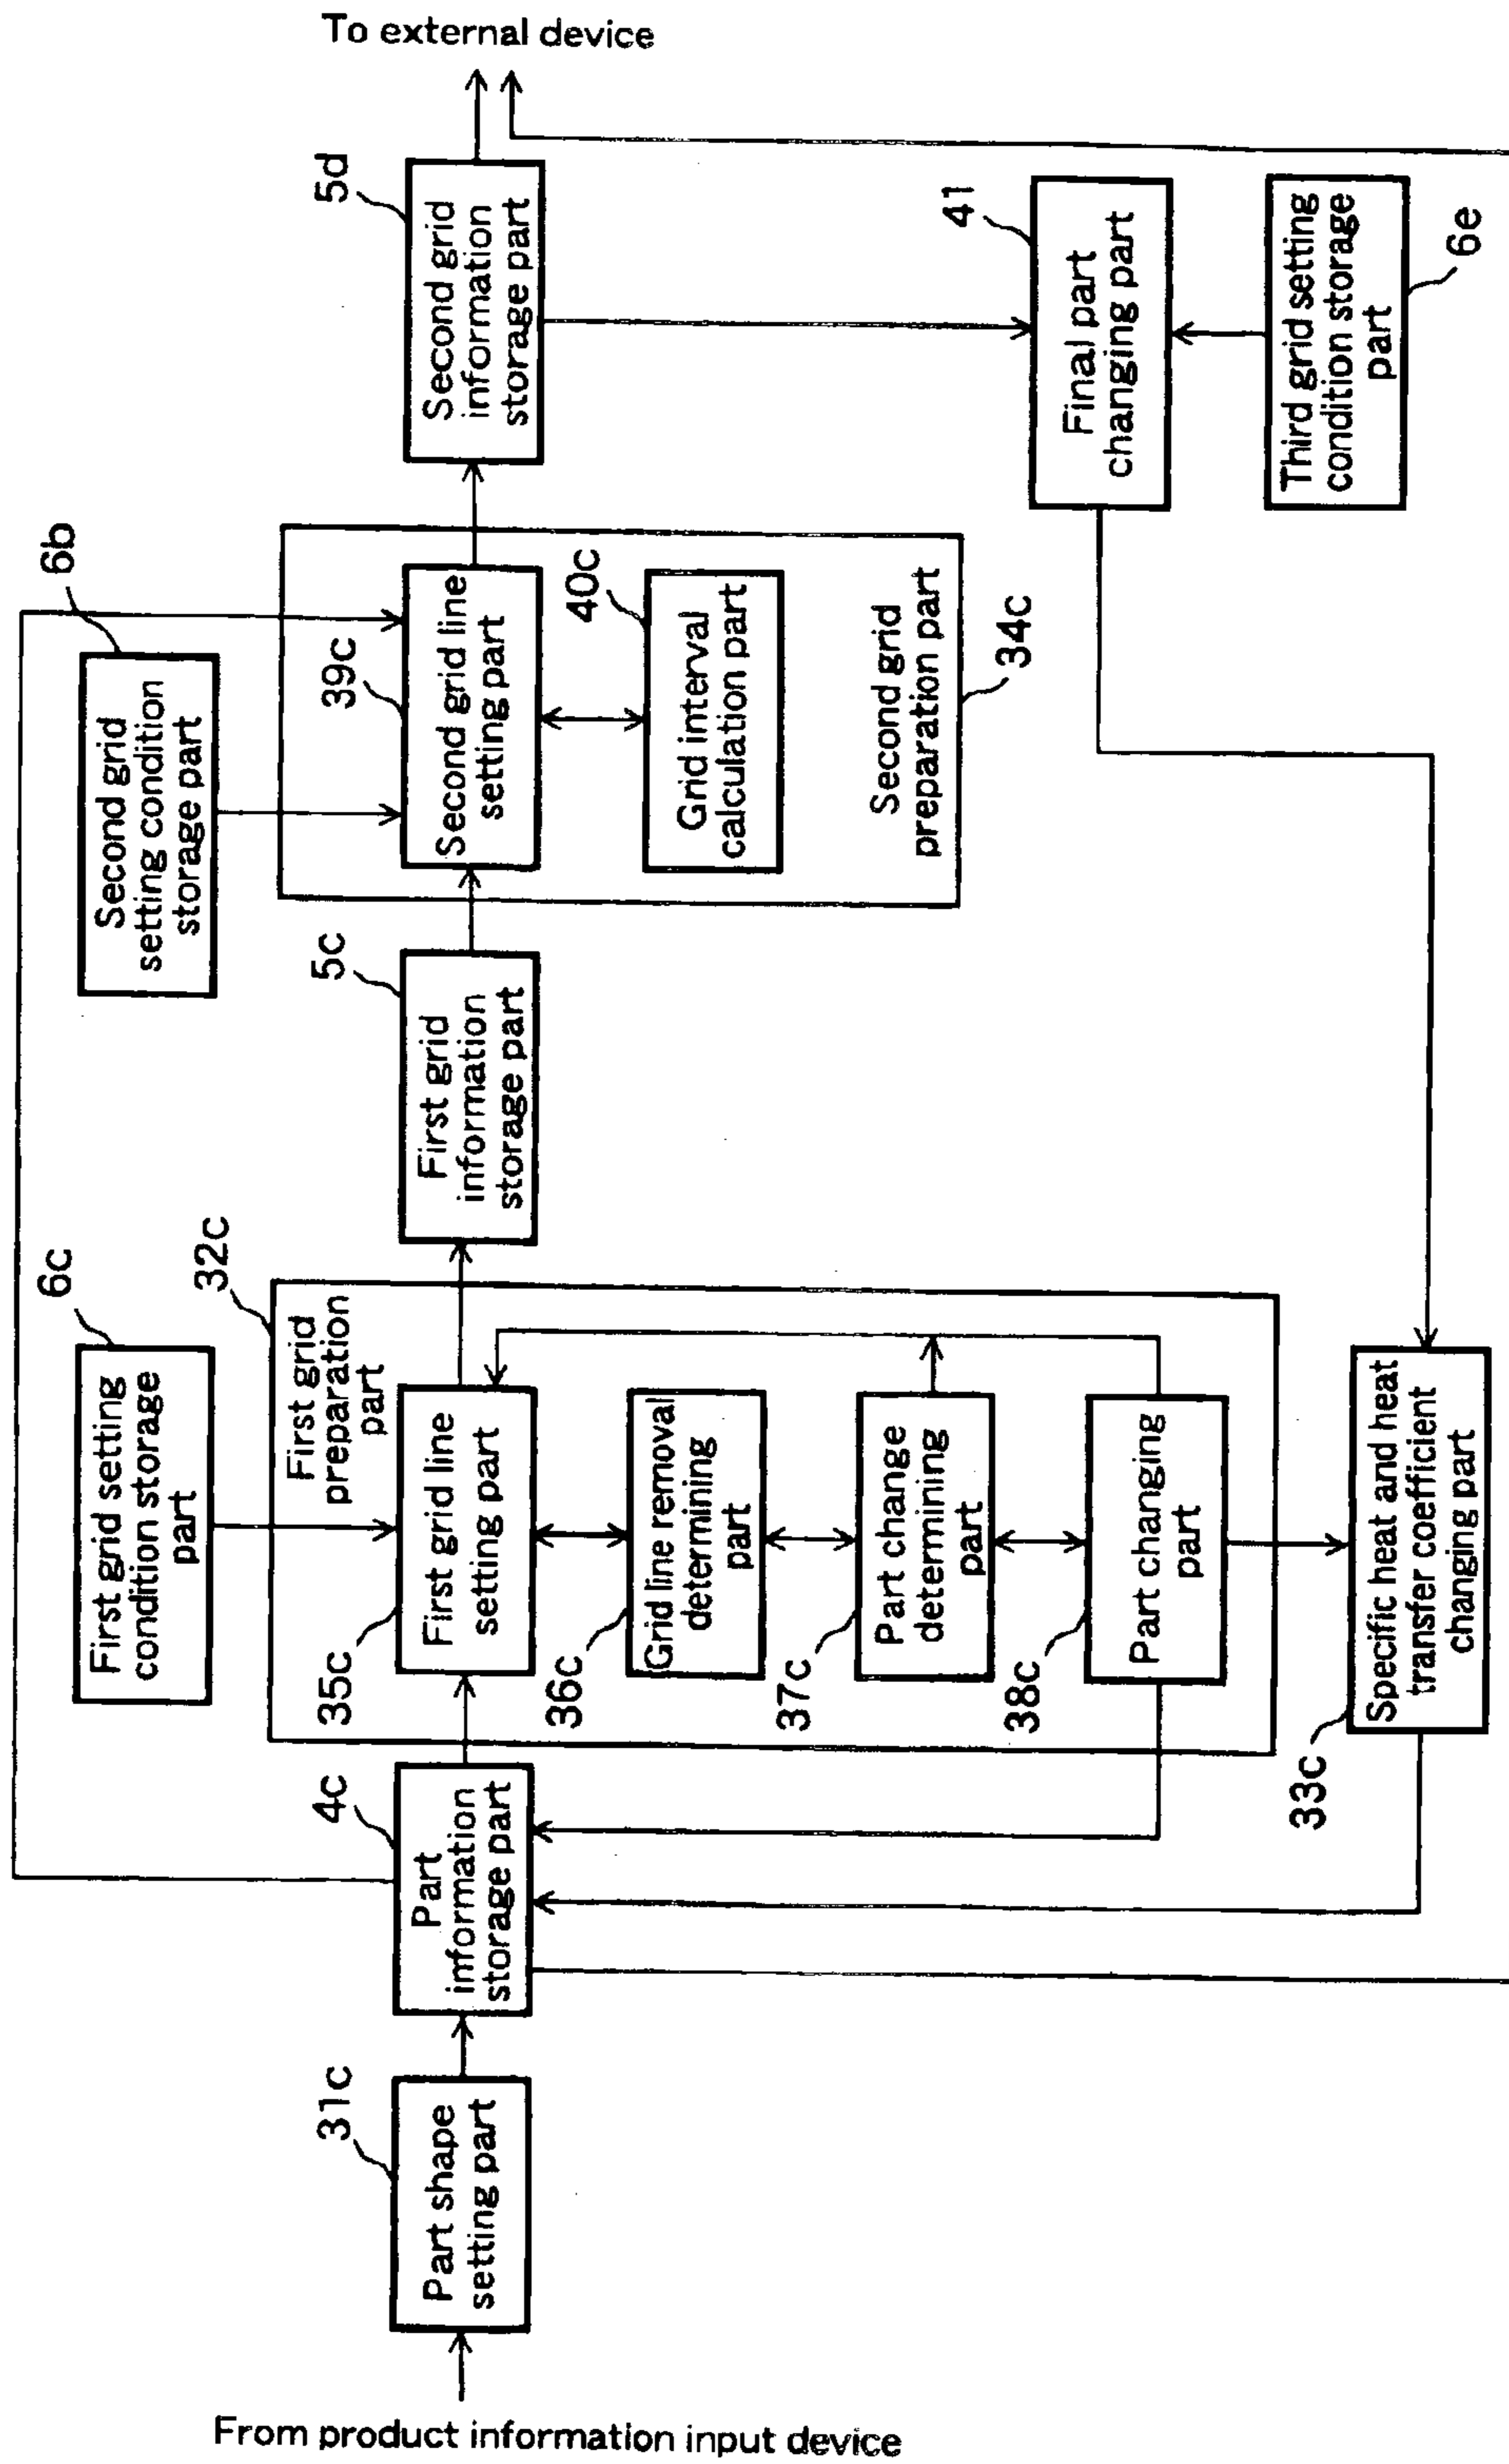 From product information input device
31c
Part shape
setting part
4c
Part
information
storage part
6c
First grid setting
condition storage
part
32c
First grid
preparation
part
35c
First grid line
setting part
36c
Grid line removal
determining
part
37c
Part change
determining
part
38c
Part changing
part
33c
Specific heat and heat
transfer coefficient
changing part
5c
First grid
information
storage part
6b
Second grid
setting condition
storage part
39c
Second grid line
setting part
40c
Grid interval
calculation part
Second grid
preparation part
34c
5d
Second grid
information
storage part
To external device
41
Final part
changing part
Third grid setting
condition storage
part
6e